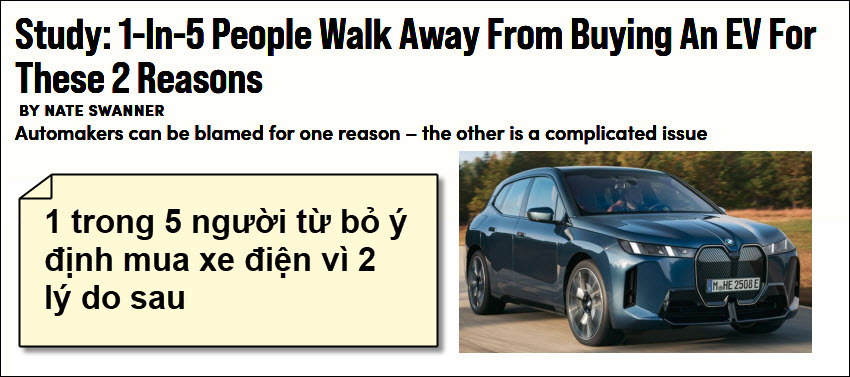 Study: 1-In-5 People Walk Away From Buying An EV For
These 2 Reasons
BY NATE SWANNER
Automakers can be blamed for one reason – the other is a complicated issue
1 trong 5 người từ bỏ ý
định mua xe điện vì 2
lý do sau
M HE 2508 E